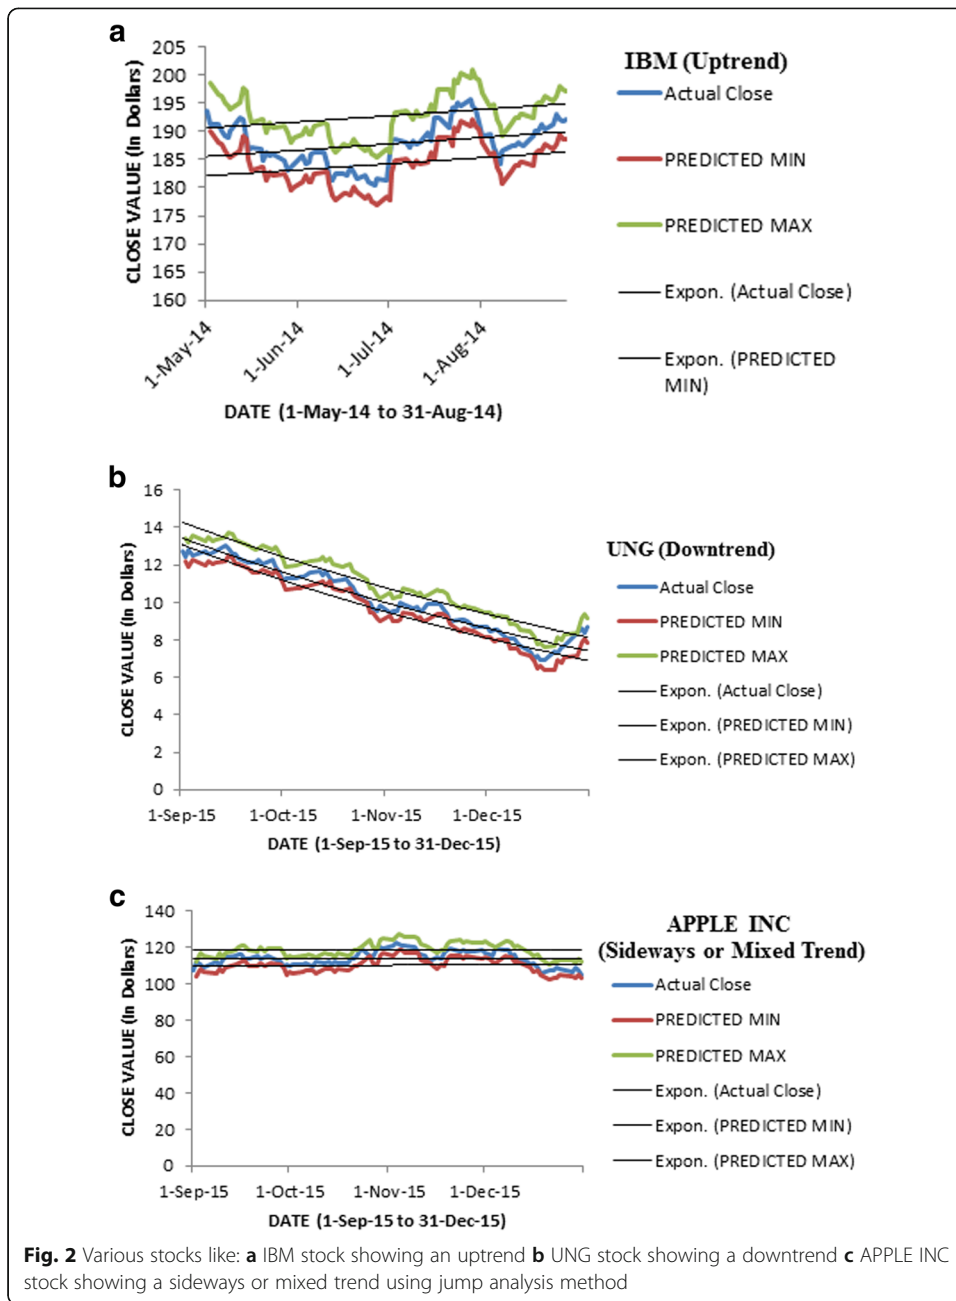 a
IBM (Uptrend)
Actual Close
PREDICTED MIN
PREDICTED MAX
Expon. (Actual Close)
Expon. (PREDICTED
MIN)
CLOSE VALUE (In Dollars)
205
200
195
190
185
180
175
170
165
160
1-May-14
1-Jun-14
1-Jul-14
1-Aug-14
DATE (1-May-14 to 31-Aug-14)
b
UNG (Downtrend)
Actual Close
PREDICTED MIN
PREDICTED MAX
Expon. (Actual Close)
Expon. (PREDICTED MIN)
Expon. (PREDICTED MAX)
CLOSE VALUE (In Dollars)
16
14
12
10
8
6
4
2
0
1-Sep-15
1-Oct-15
1-Nov-15
1-Dec-15
DATE (1-Sep-15 to 31-Dec-15)
c
APPLE INC
(Sideways or Mixed Trend)
Actual Close
PREDICTED MIN
PREDICTED MAX
Expon. (Actual Close)
Expon. (PREDICTED MIN)
Expon. (PREDICTED MAX)
CLOSE VALUE (In Dollars)
140
120
100
80
60
40
20
0
1-Sep-15
1-Oct-15
1-Nov-15
1-Dec-15
DATE (1-Sep-15 to 31-Dec-15)
Fig. 2 Various stocks like: a IBM stock showing an uptrend b UNG stock showing a downtrend c APPLE INC
stock showing a sideways or mixed trend using jump analysis method